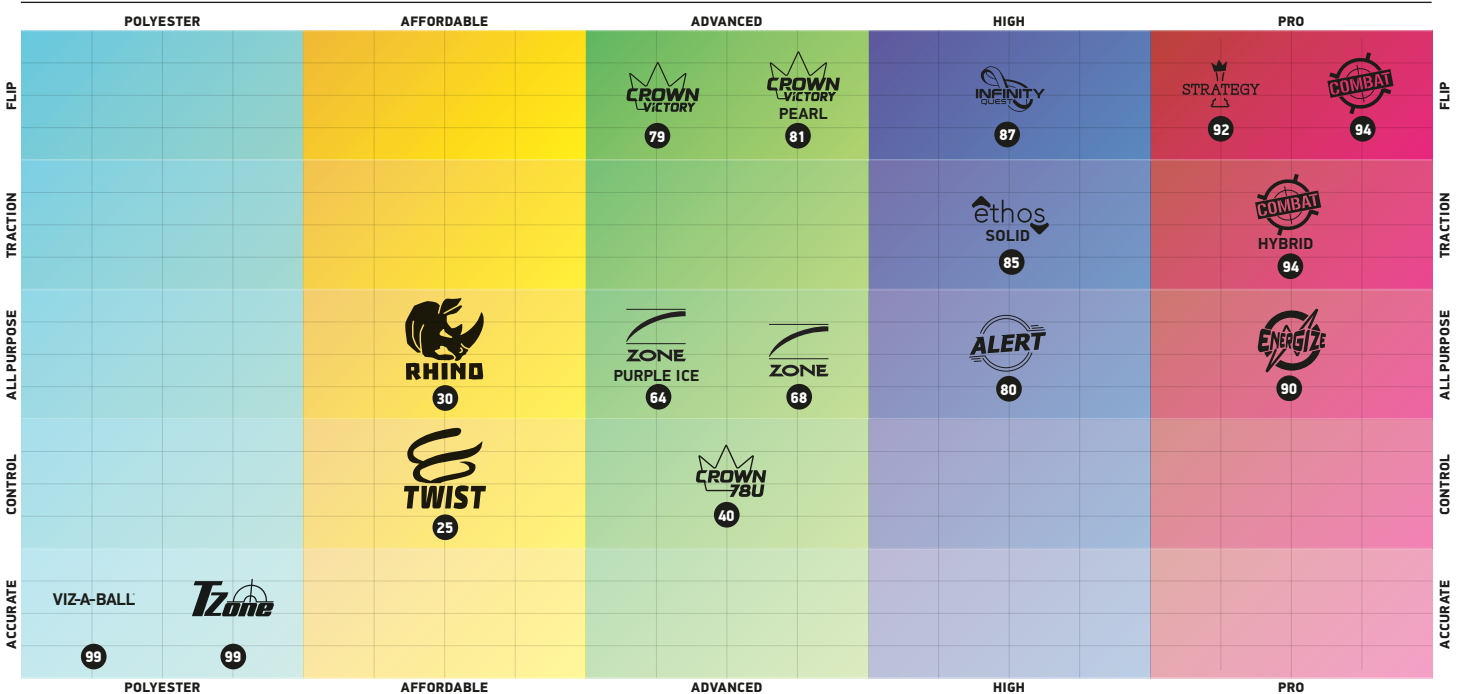 POLYESTER AFFORDABLE ADVANCED HIGH PRO
FLIP
CROWN
VICTORY
79
CROWN
VICTORY
PEARL
81
INFINITY
QUEST
87
STRATEGY
92
COMBAT
94
FLIP
TRACTION
ethos
SOLID
85
COMBAT
HYBRID
94
TRACTION
ALL PURPOSE
RHINO
30
ZONE
PURPLE ICE
64
ZONE
68
ALERT
80
ENERGIZE
90
ALL PURPOSE
CONTROL
TWIST
25
CROWN
78U
40
CONTROL
ACCURATE
VIZ-A-BALL
99
TZone
99
ACCURATE
POLYESTER AFFORDABLE ADVANCED HIGH PRO